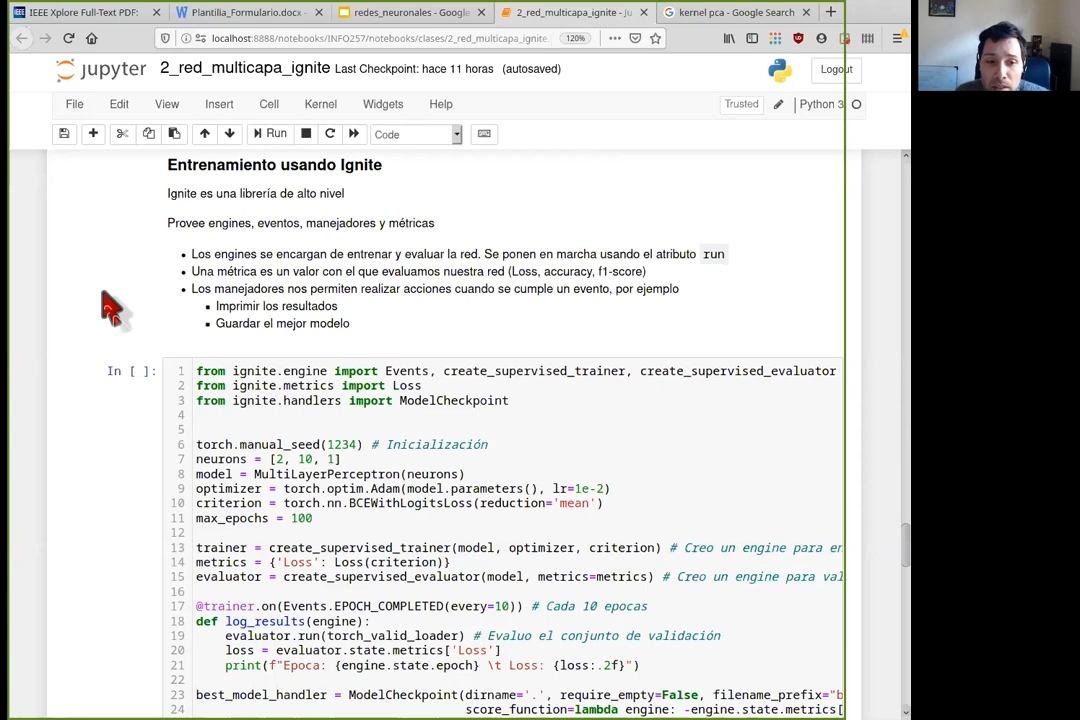 IEEE Xplore Full-Text PDF:
Plantilia_Formulario.docx -
redes_neuronales - Google
2_red_multicapa_ignite - Ju
kernel pca - Google Search
localhost:8888/notebooks/INFO257/notebooks/clases/2_red_multicapa_ignite.
120%
jupyter 2_red_multicapa_ignite Last Checkpoint: hace 11 horas (autosaved)
Logout
File Edit View Insert Cell Kernel Widgets Help
Trusted Python 3
Run Code
Entrenamiento usando Ignite
Ignite es una librería de alto nivel
Provee engines, eventos, manejadores y métricas
• Los engines se encargan de entrenar y evaluar la red. Se ponen en marcha usando el atributo run
• Una métrica es un valor con el que evaluamos nuestra red (Loss, accuracy, f1-score)
• Los manejadores nos permiten realizar acciones cuando se cumple un evento, por ejemplo
▪ Imprimir los resultados
▪ Guardar el mejor modelo
In [ ]:
1 from ignite.engine import Events, create_supervised_trainer, create_supervised_evaluator
2 from ignite.metrics import Loss
3 from ignite.handlers import ModelCheckpoint
4
5
6 torch.manual_seed(1234) # Inicialización
7 neurons = [2, 10, 1]
8 model = MultiLayerPerceptron(neurons)
9 optimizer = torch.optim.Adam(model.parameters(), lr=1e-2)
10 criterion = torch.nn.BCEWithLogitsLoss(reduction='mean')
11 max_epochs = 100
12
13 trainer = create_supervised_trainer(model, optimizer, criterion) # Creo un engine para en
14 metrics = {'Loss': Loss(criterion)}
15 evaluator = create_supervised_evaluator(model, metrics=metrics) # Creo un engine para val
16
17 @trainer.on(Events.EPOCH_COMPLETED(every=10)) # Cada 10 epocas
18 def log_results(engine):
19     evaluator.run(torch_valid_loader) # Evaluo el conjunto de validación
20     loss = evaluator.state.metrics['Loss']
21     print(f"Epoca: {engine.state.epoch} \t Loss: {loss:.2f}")
22
23 best_model_handler = ModelCheckpoint(dirname='.', require_empty=False, filename_prefix="b
24 score_function=lambda engine: -engine.state.metrics[